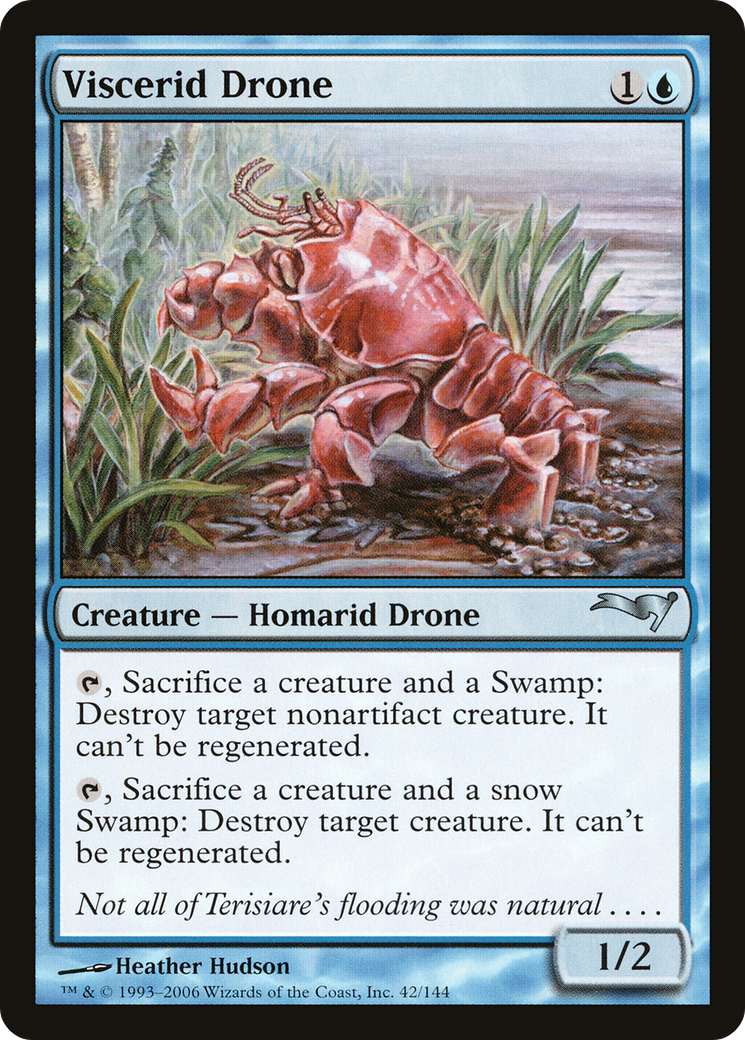 Viscerid Drone
1
Creature — Homarid Drone
, Sacrifice a creature and a Swamp:
Destroy target nonartifact creature. It
can't be regenerated.
, Sacrifice a creature and a snow
Swamp: Destroy target creature. It can't
be regenerated.
Not all of Terisiare's flooding was natural . . . .
1/2
Heather Hudson
™ & © 1993–2006 Wizards of the Coast, Inc. 42/144